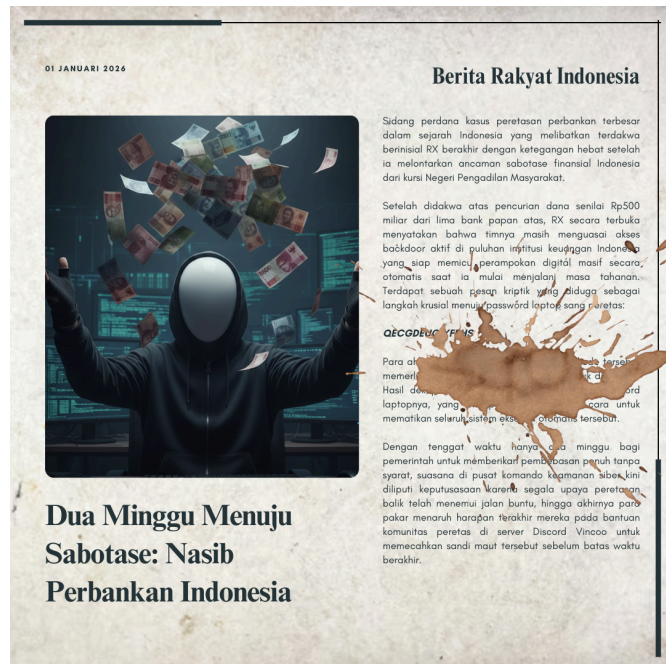 01 JANUARI 2026
Berita Rakyat Indonesia
Sidang perdana kasus peretasan perbankan terbesar
dalam sejarah Indonesia yang melibatkan terdakwa
berinisial RX berakhir dengan ketegangan hebat setelah
ia melontarkan ancaman sabotase finansial Indonesia
dari kursi Negeri Pengadilan Masyarakat.
Setelah didakwa atas pencurian dana senilai Rp500
miliar dari lima bank papan atas, RX secara terbuka
menyatakan bahwa timnya masih menguasai akses
backdoor aktif di puluhan institusi keuangan Indonesia
yang siap memicu perampokan digital masif secara
otomatis saat ia mulai menjalani masa tahanan.
Terdapat sebuah pesan kriptik yang diduga sebagai
langkah krusial menuju password laptop sang peretas:
Para
Hasil
laptopnya, yang cara untuk
mematikan seluruh sistem otomatis tersebut.
Dengan tenggat waktu hanya dua minggu bagi
pemerintah untuk memberikan pembebasan penuh tanpa
syarat, suasana di pusat komando keamanan siber kini
diliputi keputusasaan karena segala upaya peretasan
balik telah menemui jalan buntu, hingga akhirnya para
pakar menaruh harapan terakhir mereka pada bantuan
komunitas peretas di server Discord Vincoo untuk
memecahkan sandi maut tersebut sebelum batas waktu
berakhir.
Dua Minggu Menuju
Sabotase: Nasib
Perbankan Indonesia